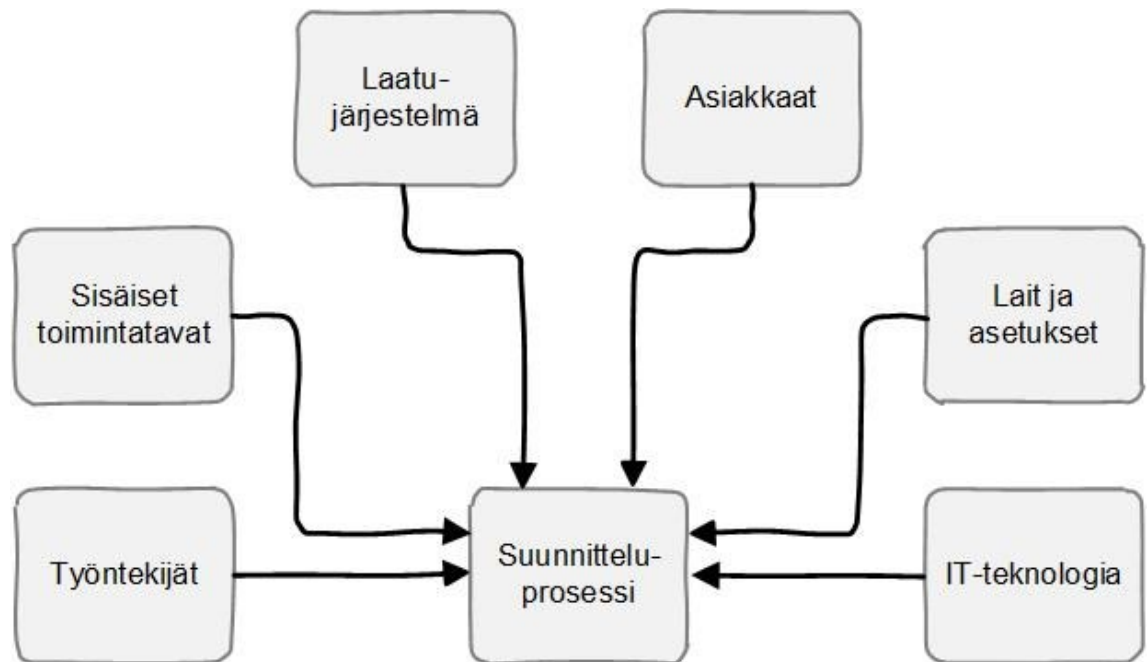 Laatu-
järjestelmä
Asiakkaat
Sisäiset
toimintatavat
Lait ja
asetukset
Työntekijät
Suunnittelu-
prosessi
IT-teknologia